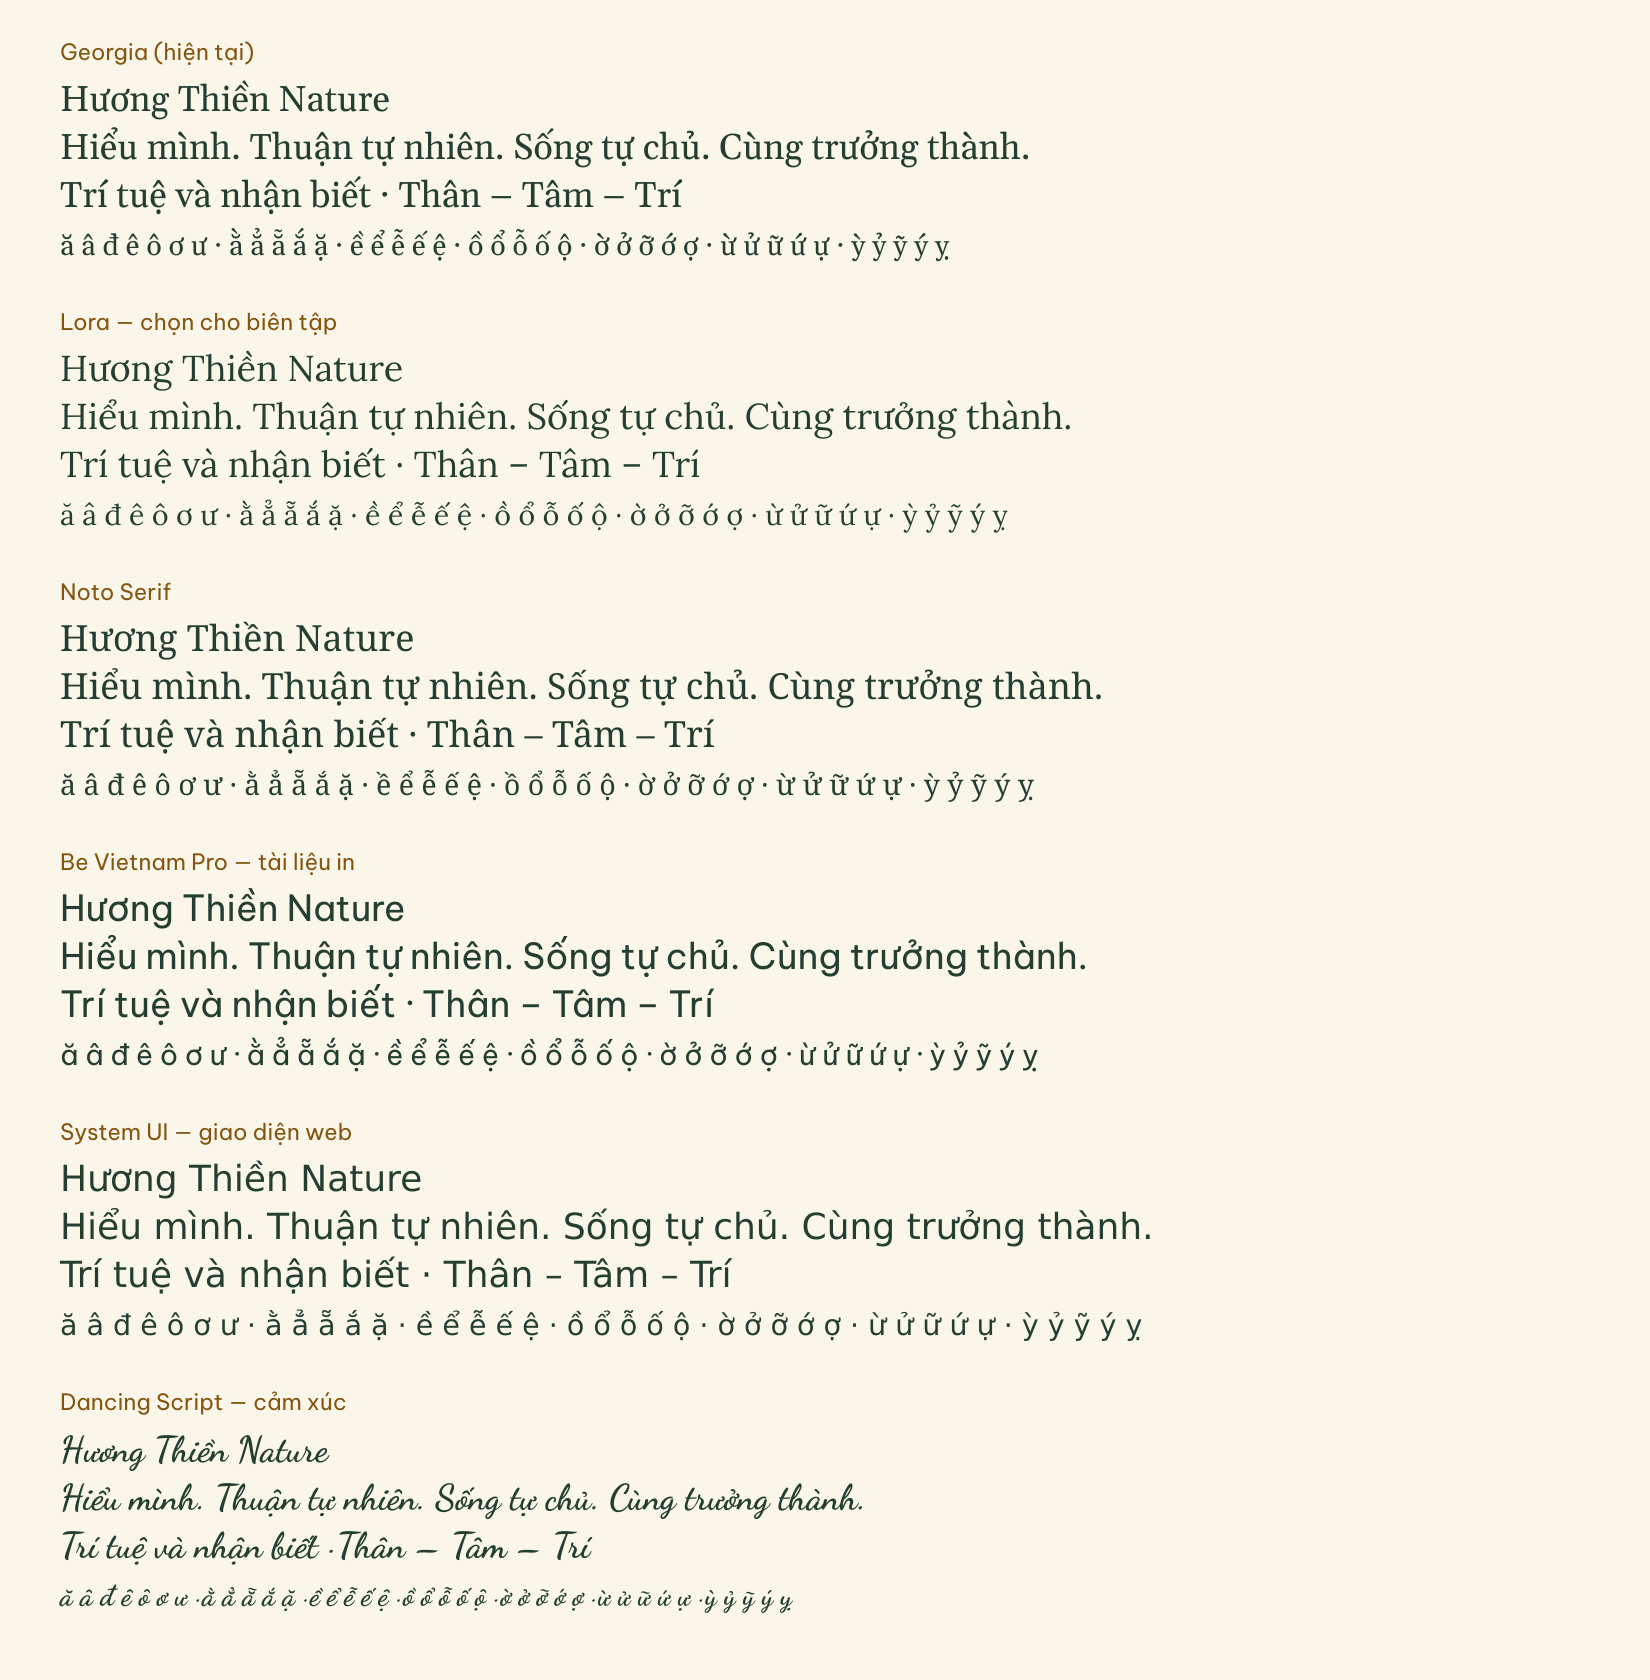 Georgia (hiện tại)
Hương Thiền Nature
Hiểu mình. Thuận tự nhiên. Sống tự chủ. Cùng trưởng thành.
Trí tuệ và nhận biết · Thân – Tâm – Trí
ă â đ ê ô ơ ư · ằ ẳ ẵ ắ ặ · ề ể ễ ế ệ · ồ ổ ỗ ố ộ · ờ ở ỡ ớ ợ · ừ ử ữ ứ ự · ỳ ỷ ỹ ý ỵ
Lora — chọn cho biên tập
Hương Thiền Nature
Hiểu mình. Thuận tự nhiên. Sống tự chủ. Cùng trưởng thành.
Trí tuệ và nhận biết · Thân – Tâm – Trí
ă â đ ê ô ơ ư · ằ ẳ ẵ ắ ặ · ề ể ễ ế ệ · ồ ổ ỗ ố ộ · ờ ở ỡ ớ ợ · ừ ử ữ ứ ự · ỳ ỷ ỹ ý ỵ
Noto Serif
Hương Thiền Nature
Hiểu mình. Thuận tự nhiên. Sống tự chủ. Cùng trưởng thành.
Trí tuệ và nhận biết · Thân – Tâm – Trí
ă â đ ê ô ơ ư · ằ ẳ ẵ ắ ặ · ề ể ễ ế ệ · ồ ổ ỗ ố ộ · ờ ở ỡ ớ ợ · ừ ử ữ ứ ự · ỳ ỷ ỹ ý ỵ
Be Vietnam Pro — tài liệu in
Hương Thiền Nature
Hiểu mình. Thuận tự nhiên. Sống tự chủ. Cùng trưởng thành.
Trí tuệ và nhận biết · Thân – Tâm – Trí
ă â đ ê ô ơ ư · ằ ẳ ẵ ắ ặ · ề ể ễ ế ệ · ồ ổ ỗ ố ộ · ờ ở ỡ ớ ợ · ừ ử ữ ứ ự · ỳ ỷ ỹ ý ỵ
System UI — giao diện web
Hương Thiền Nature
Hiểu mình. Thuận tự nhiên. Sống tự chủ. Cùng trưởng thành.
Trí tuệ và nhận biết · Thân – Tâm – Trí
ă â đ ê ô ơ ư · ằ ẳ ẵ ắ ặ · ề ể ễ ế ệ · ồ ổ ỗ ố ộ · ờ ở ỡ ớ ợ · ừ ử ữ ứ ự · ỳ ỷ ỹ ý ỵ
Dancing Script — cảm xúc
Hương Thiền Nature
Hiểu mình. Thuận tự nhiên. Sống tự chủ. Cùng trưởng thành.
Trí tuệ và nhận biết · Thân – Tâm – Trí
ă â đ ê ô ơ ư · ằ ẳ ẵ ắ ặ · ề ể ễ ế ệ · ồ ổ ỗ ố ộ · ờ ở ỡ ớ ợ · ừ ử ữ ứ ự · ỳ ỷ ỹ ý ỵ